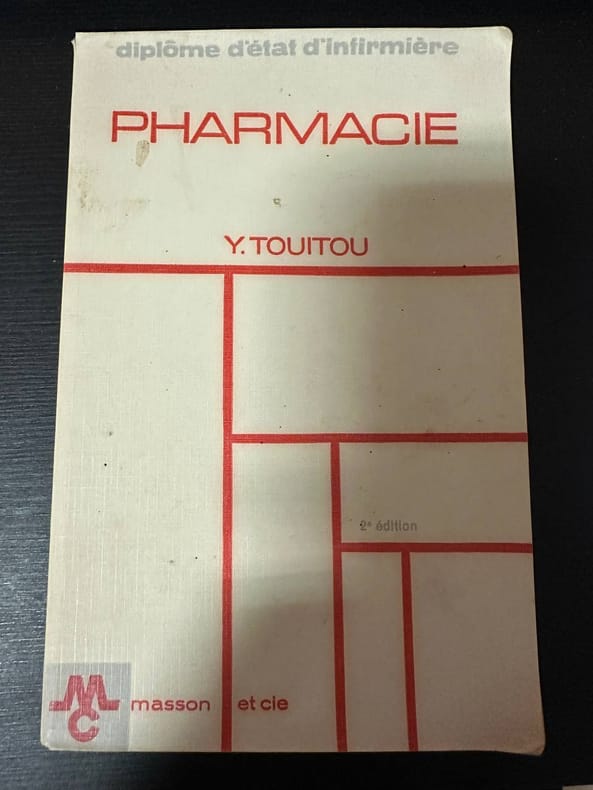 diplôme d'état d'infirmière
PHARMACIE
Y. TOUITOU
2e édition
MC
masson et cie